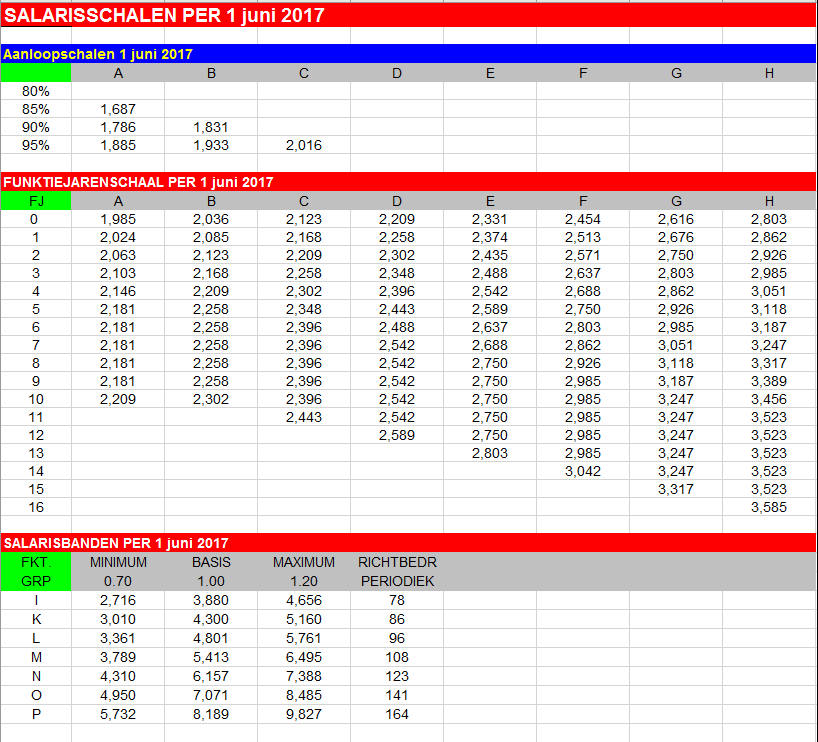 SALARISSCHALEN PER 1 juni 2017
Aanloopschalen 1 juni 2017
A B C D E F G H
80%
85% 1,687
90% 1,786 1,831
95% 1,885 1,933 2,016
FUNKTIEJARENSCHAAL PER 1 juni 2017
FJ A B C D E F G H
0 1,985 2,036 2,123 2,209 2,331 2,454 2,616 2,803
1 2,024 2,085 2,168 2,258 2,374 2,513 2,676 2,862
2 2,063 2,123 2,209 2,302 2,435 2,571 2,750 2,926
3 2,103 2,168 2,258 2,348 2,488 2,637 2,803 2,985
4 2,146 2,209 2,302 2,396 2,542 2,688 2,862 3,051
5 2,181 2,258 2,348 2,443 2,589 2,750 2,926 3,118
6 2,181 2,258 2,396 2,488 2,637 2,803 2,985 3,187
7 2,181 2,258 2,396 2,542 2,688 2,862 3,051 3,247
8 2,181 2,258 2,396 2,542 2,750 2,926 3,118 3,317
9 2,181 2,258 2,396 2,542 2,750 2,985 3,187 3,389
10 2,209 2,302 2,396 2,542 2,750 2,985 3,247 3,456
11 2,443 2,542 2,750 2,985 3,247 3,523
12 2,589 2,750 2,985 3,247 3,523
13 2,803 2,985 3,247 3,523
14 3,042 3,247 3,523
15 3,317 3,523
16 3,585
SALARISBANDEN PER 1 juni 2017
FKT. MINIMUM BASIS MAXIMUM RICHTBEDR
GRP 0.70 1.00 1.20 PERIODIEK
I 2,716 3,880 4,656 78
K 3,010 4,300 5,160 86
L 3,361 4,801 5,761 96
M 3,789 5,413 6,495 108
N 4,310 6,157 7,388 123
O 4,950 7,071 8,485 141
P 5,732 8,189 9,827 164